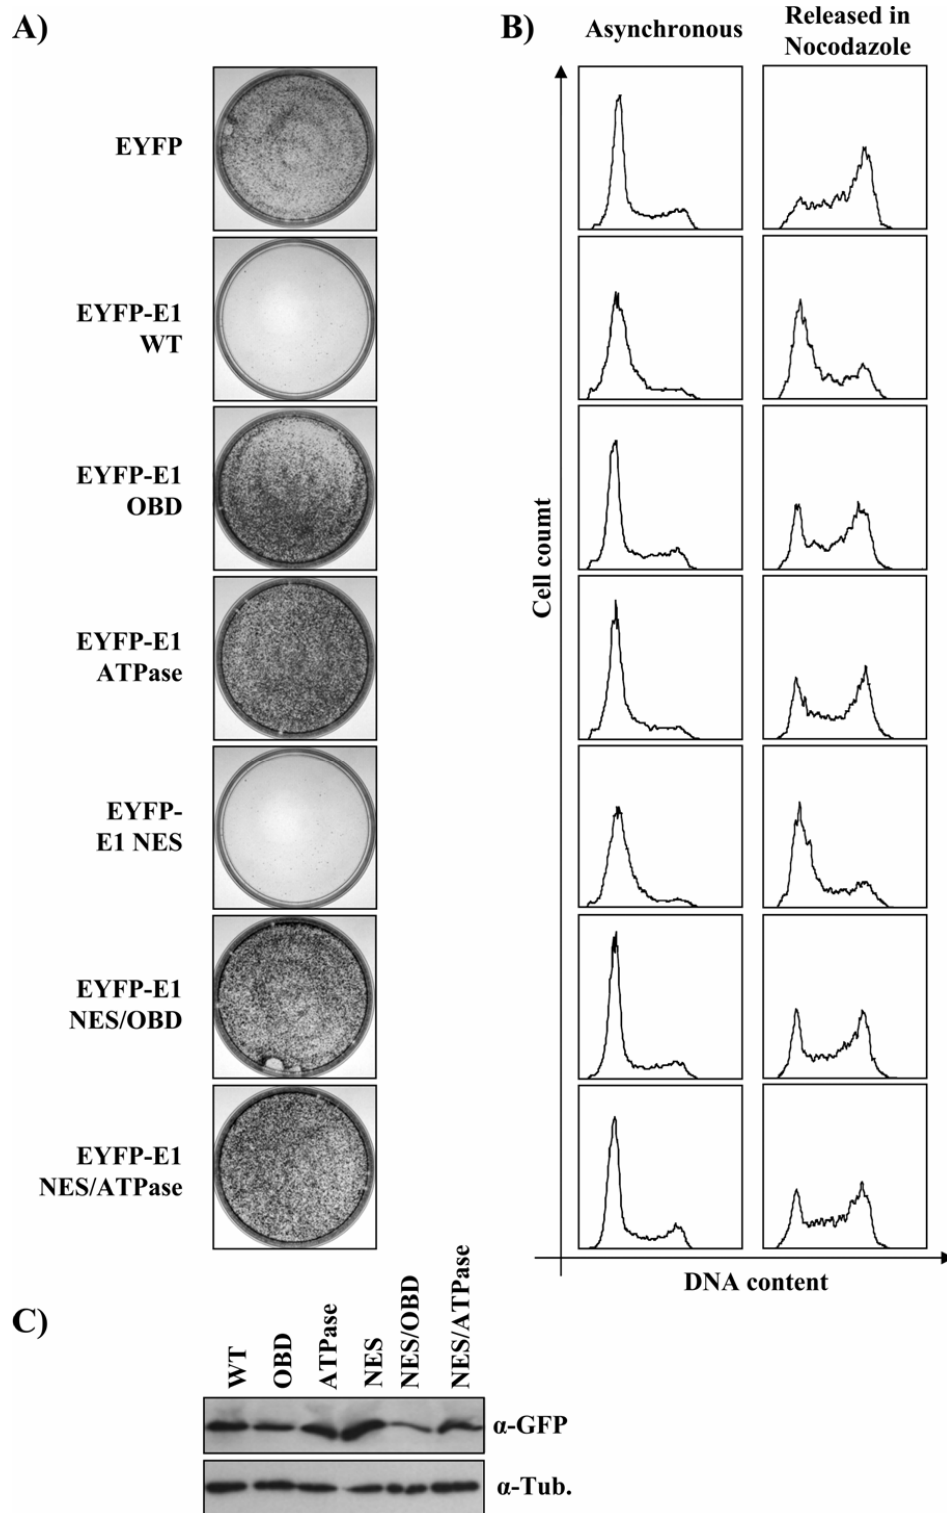 A)
B)
Asynchronous
Released in
Nocodazole
EYFP
EYFP-E1
WT
EYFP-E1
OBD
EYFP-E1
ATPase
EYFP-
E1 NES
EYFP-E1
NES/OBD
EYFP-E1
NES/ATPase
Cell count
DNA content
C)
WT
OBD
ATPase
NES
NES/OBD
NES/ATPase
α-GFP
α-Tub.